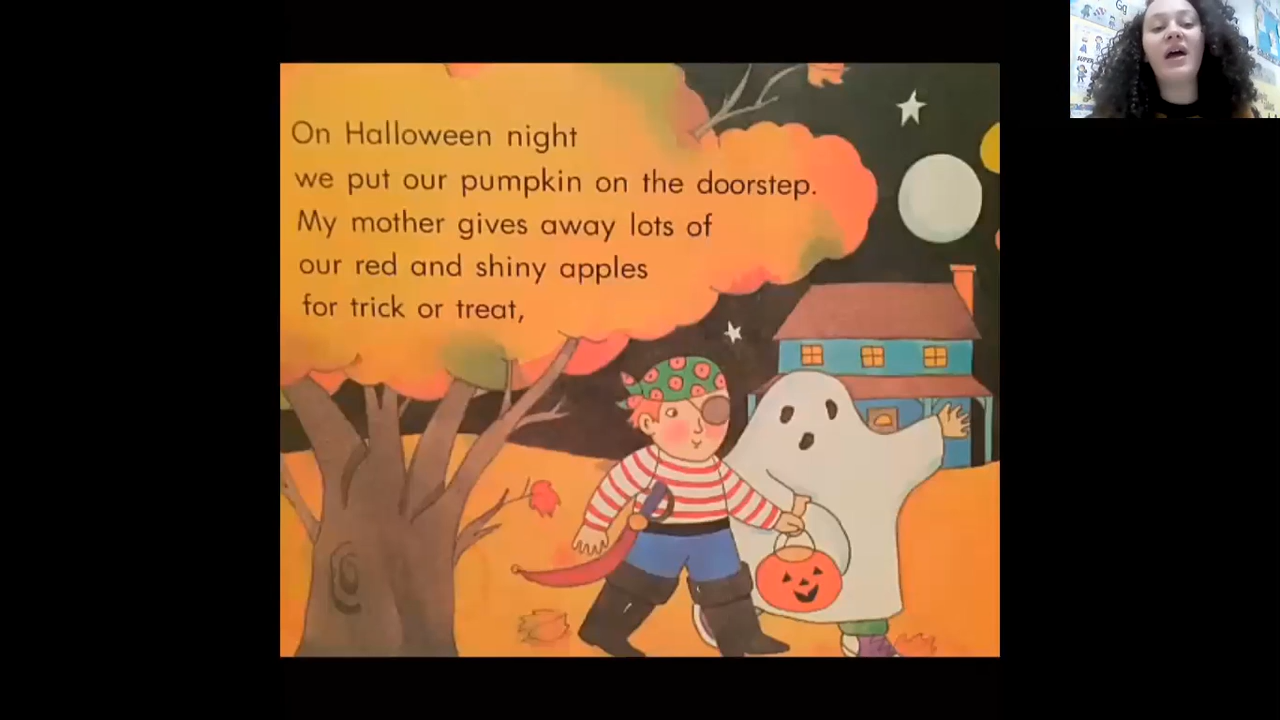 On Halloween night
we put our pumpkin on the doorstep.
My mother gives away lots of
our red and shiny apples
for trick or treat,